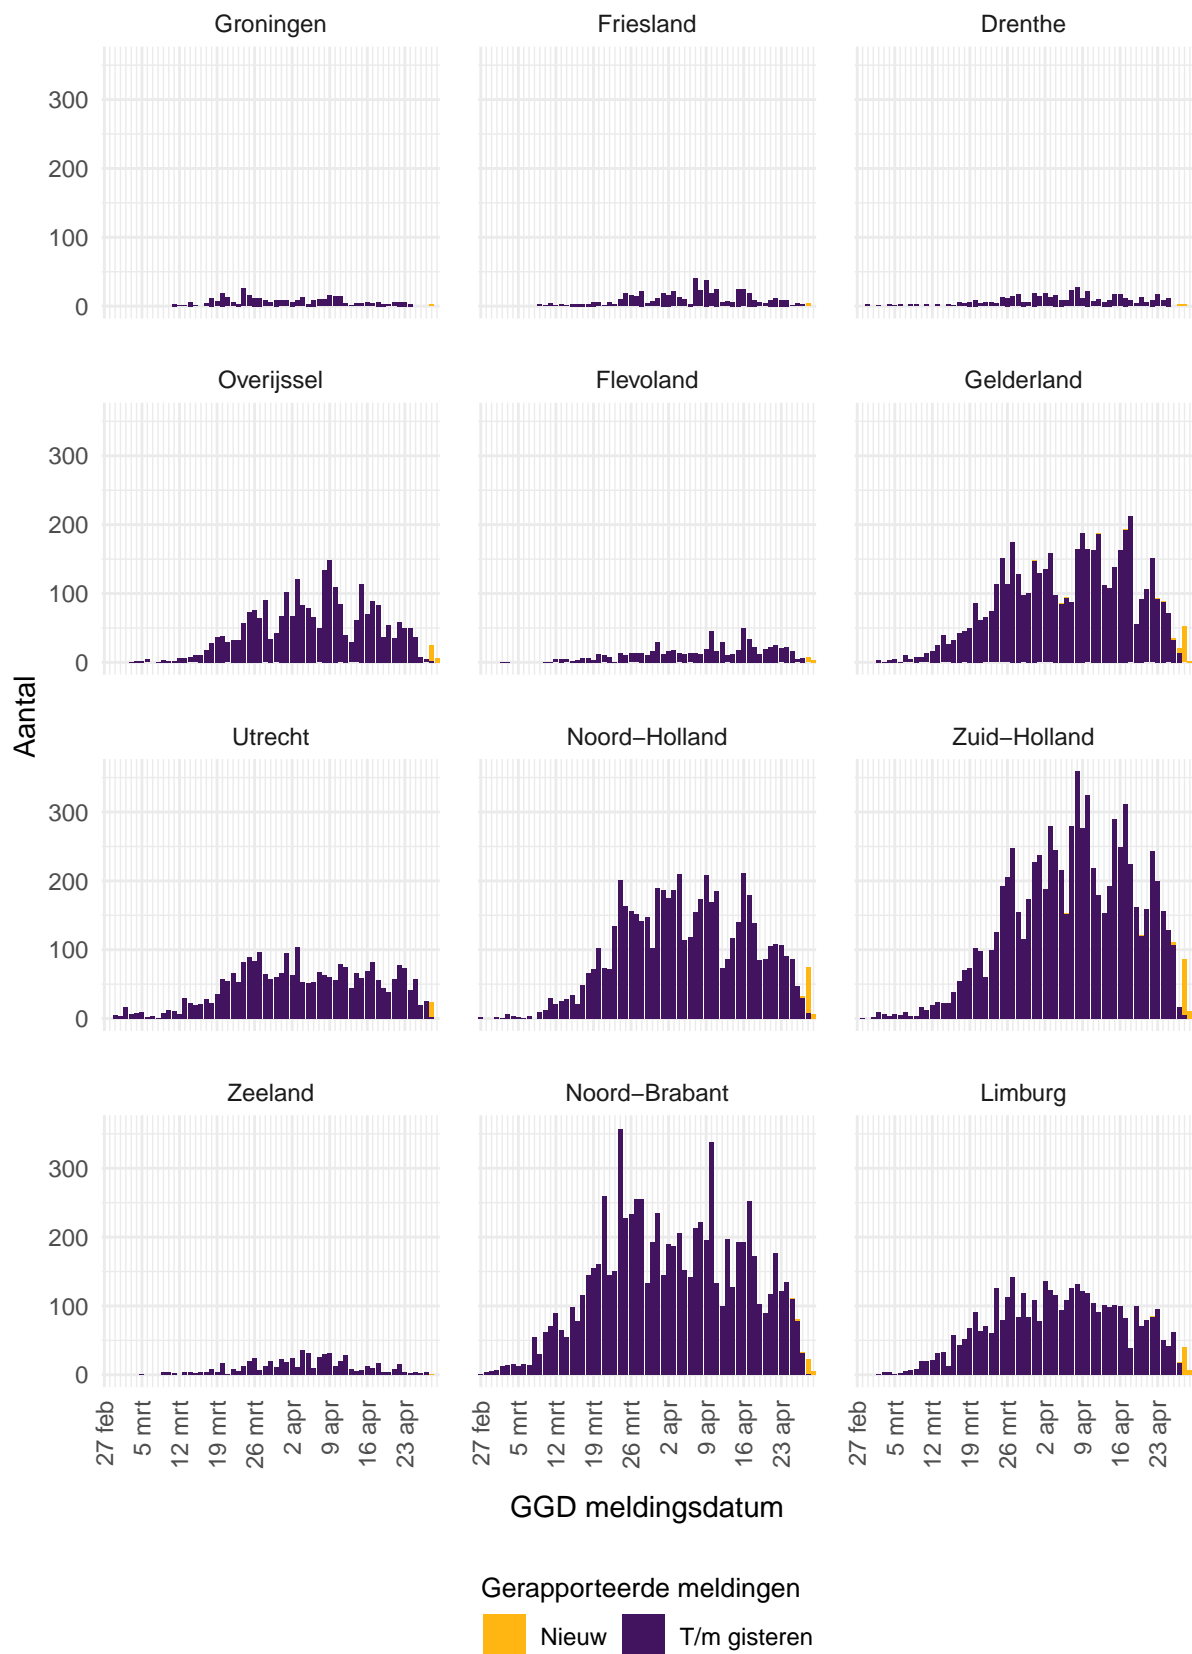 Groningen Friesland Drenthe
300
200
100
0
Overijssel Flevoland Gelderland
300
200
100
0
Aantal
Utrecht Noord−Holland Zuid−Holland
300
200
100
0
Zeeland Noord−Brabant Limburg
300
200
100
0
27 feb 5 mrt 12 mrt 19 mrt 26 mrt 2 apr 9 apr 16 apr 23 apr 27 feb 5 mrt 12 mrt 19 mrt 26 mrt 2 apr 9 apr 16 apr 23 apr 27 feb 5 mrt 12 mrt 19 mrt 26 mrt 2 apr 9 apr 16 apr 23 apr
GGD meldingsdatum
Gerapporteerde meldingen
Nieuw T/m gisteren